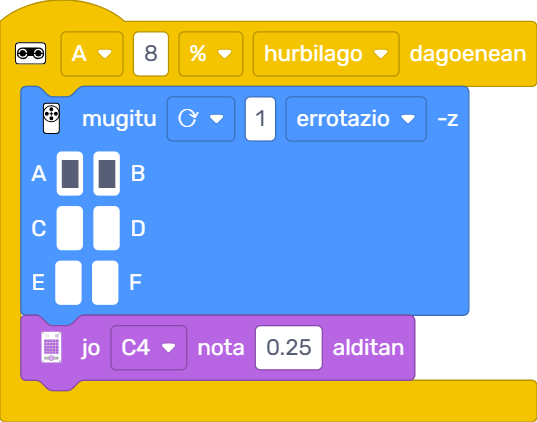 A 8 % hurbilago dagoenean
mugitu 1 errotazio -z
A B
C D
E F
jo C4 nota 0.25 alditan